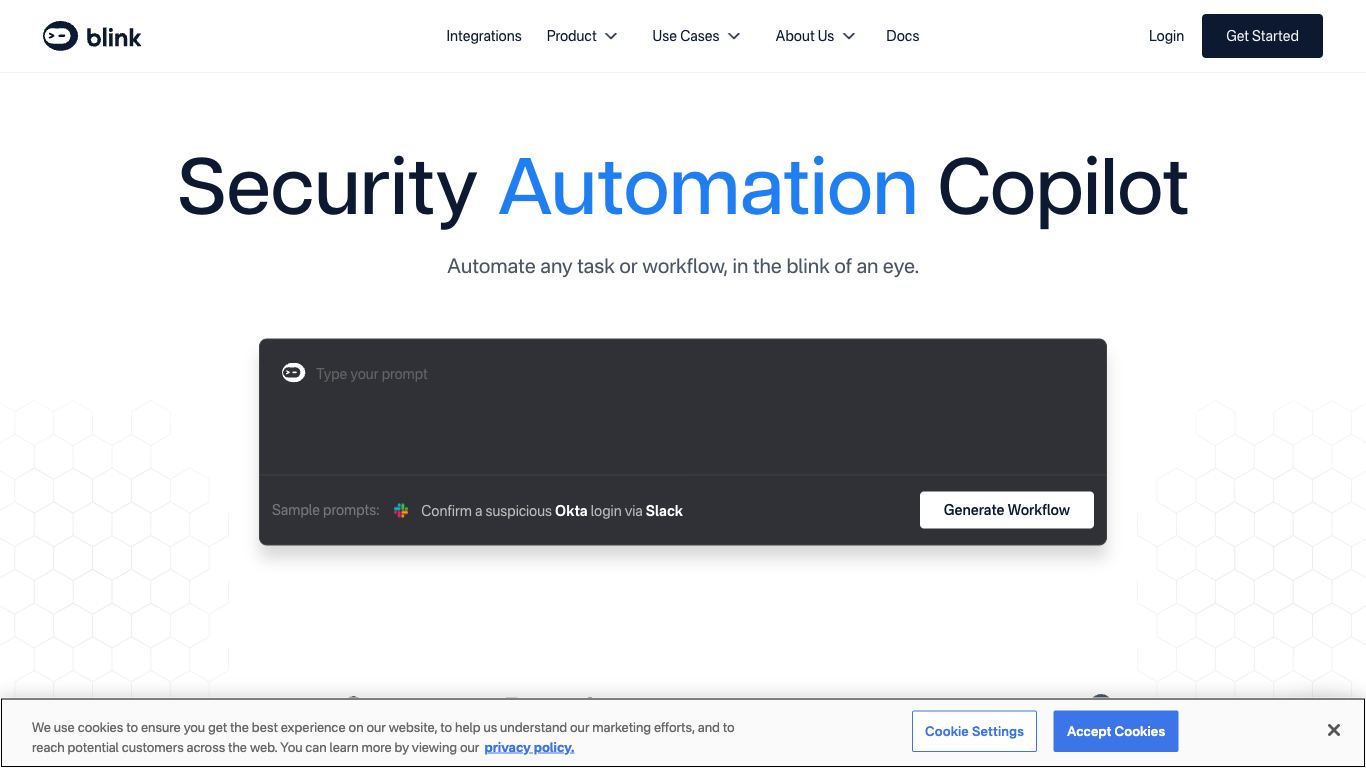 blink
Integrations
Product
Use Cases
About Us
Docs
Login
Get Started
Security Automation Copilot
Automate any task or workflow, in the blink of an eye.
Type your prompt
Sample prompts:
Confirm a suspicious Okta login via Slack
Generate Workflow
We use cookies to ensure you get the best experience on our website, to help us understand our marketing efforts, and to
reach potential customers across the web. You can learn more by viewing our privacy policy.
Cookie Settings
Accept Cookies